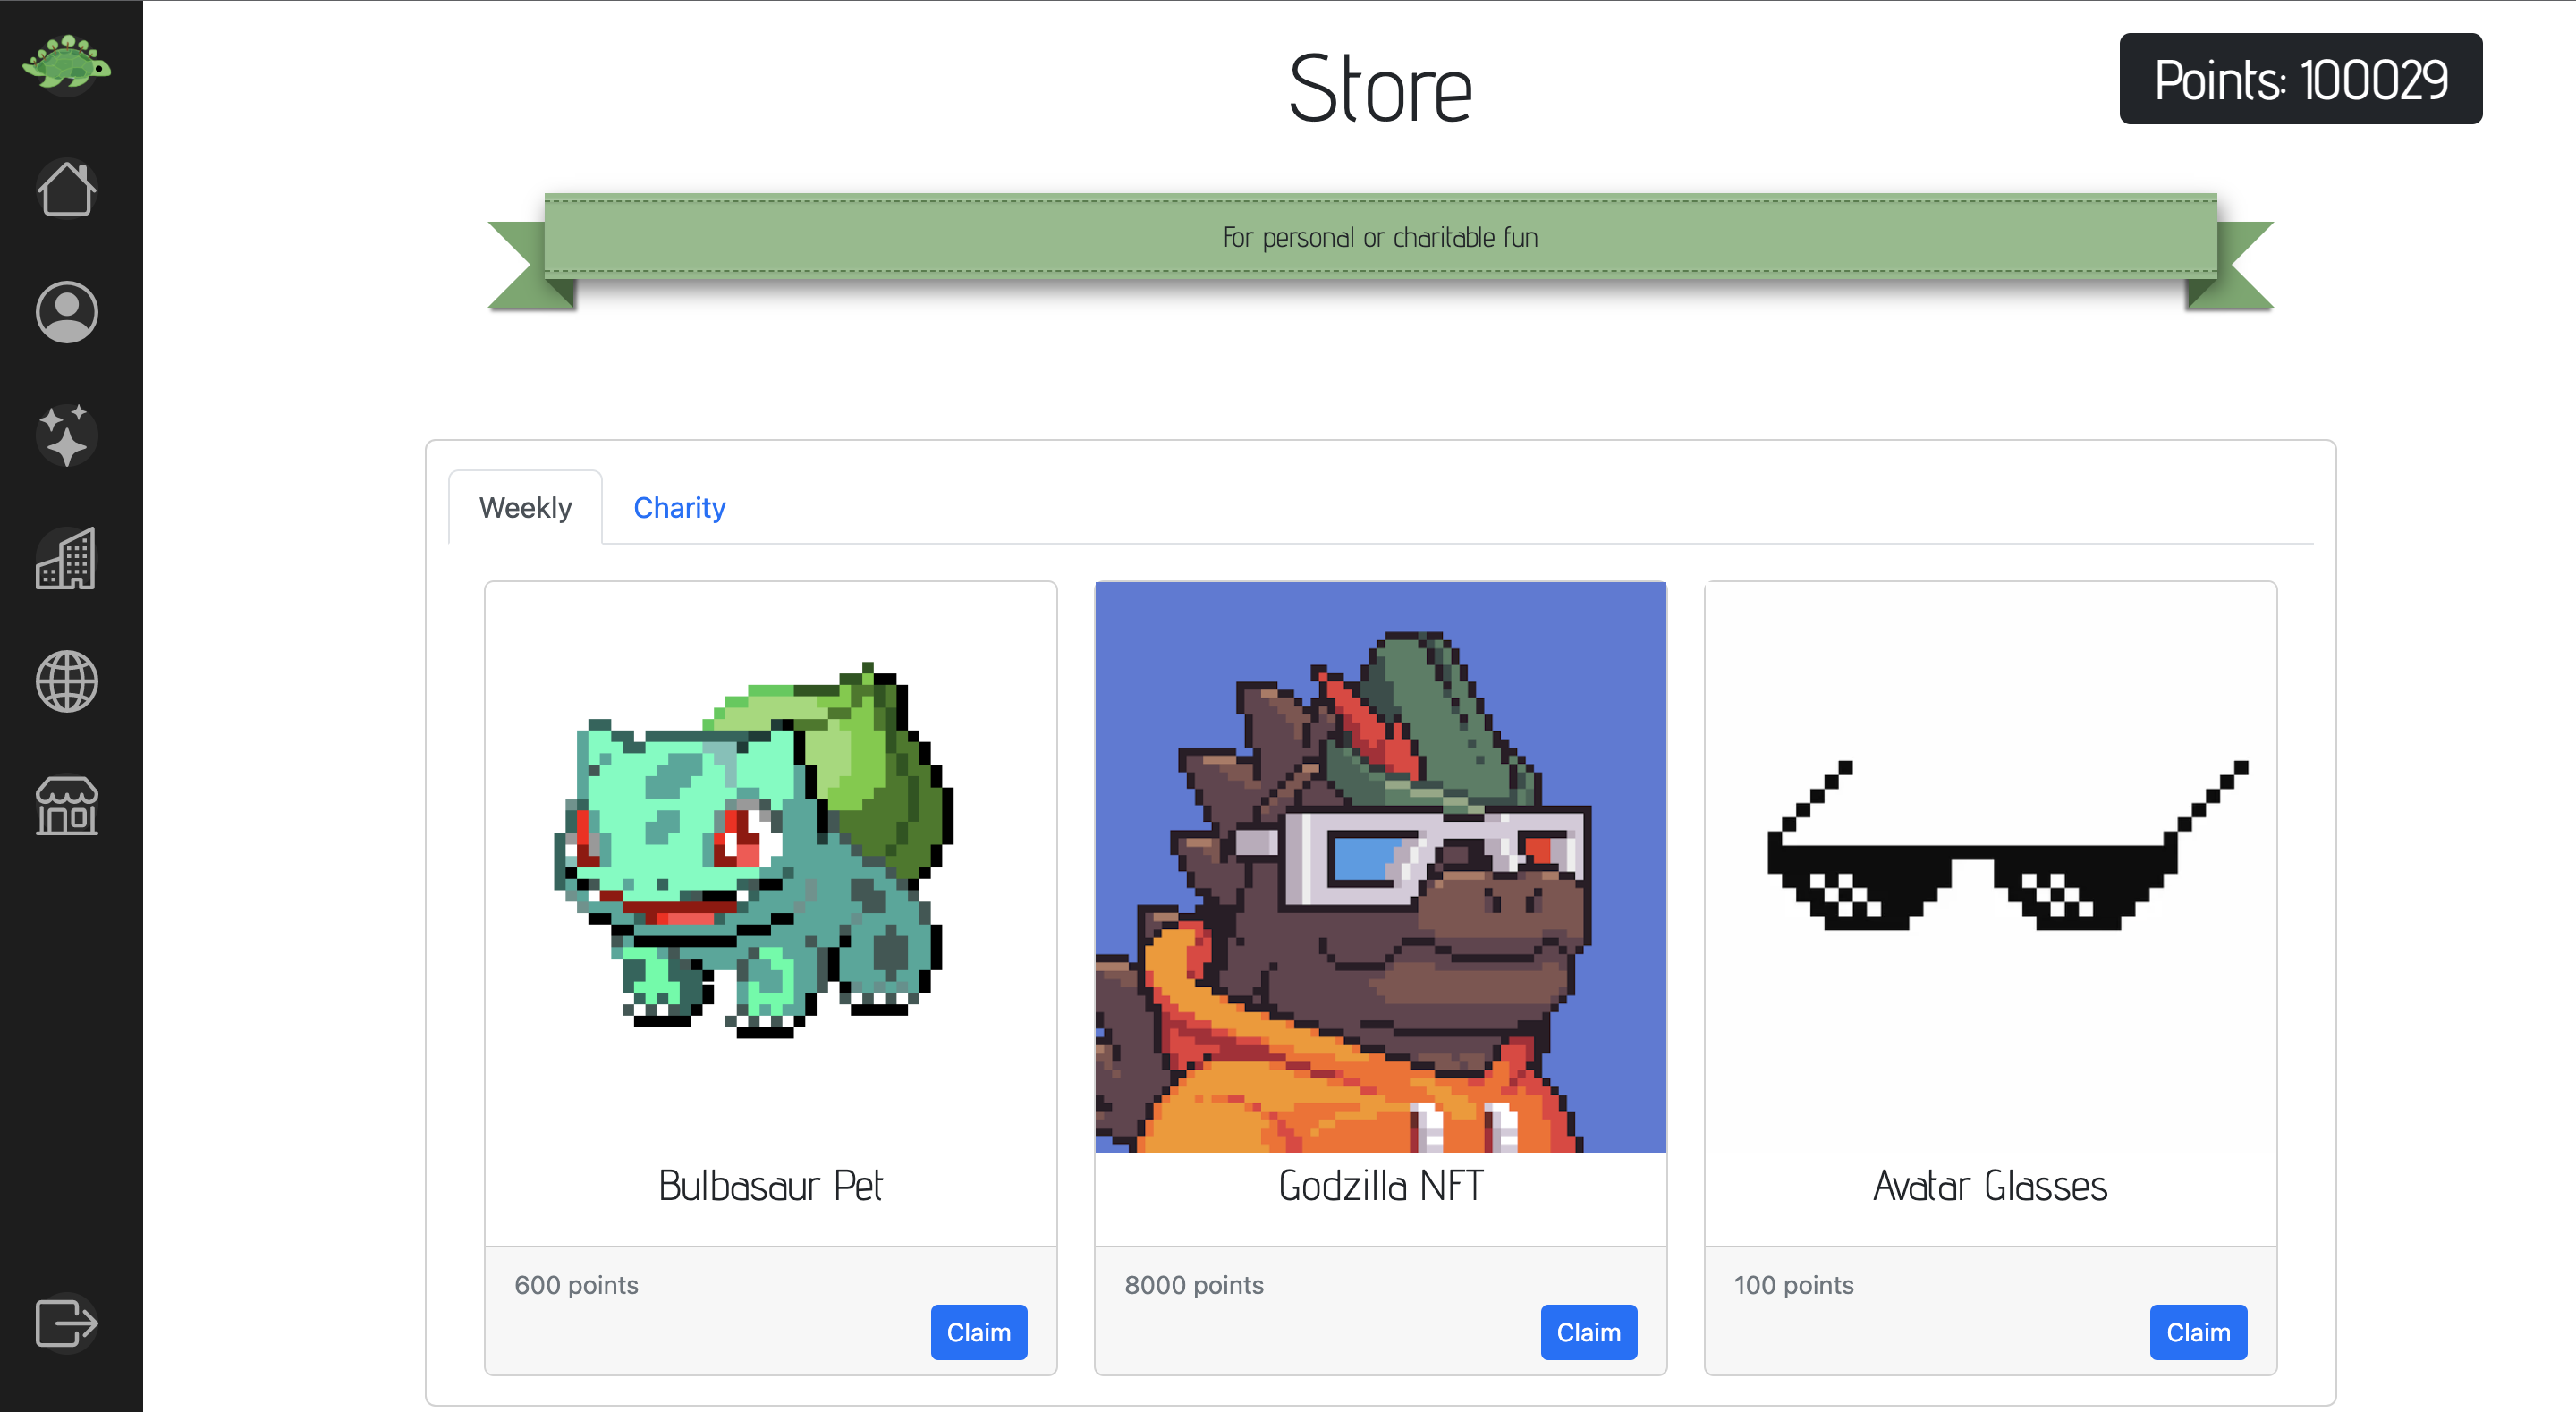 Store
Points: 100029
For personal or charitable fun
Weekly
Charity
Bulbasaur Pet
Godzilla NFT
Avatar Glasses
600 points
8000 points
100 points
Claim
Claim
Claim